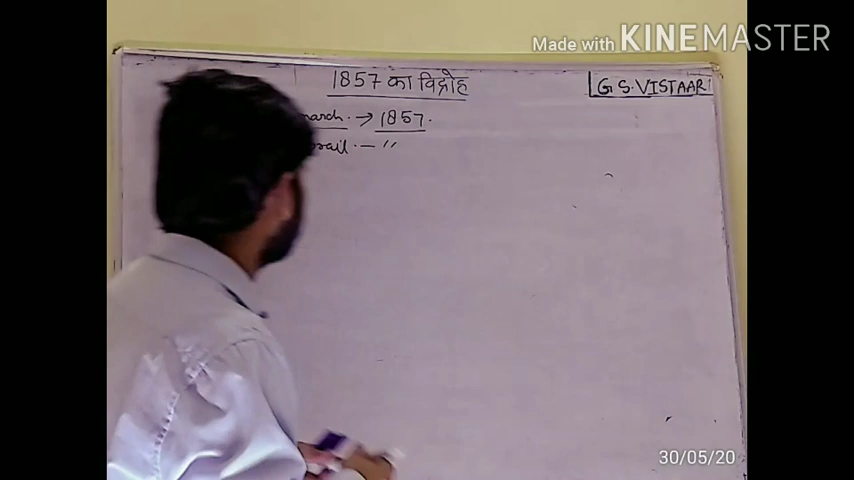 Made with KINEMASTER
1857 का विद्रोह
G S. VISTAAR
march. → 1857.
— "
30/05/20